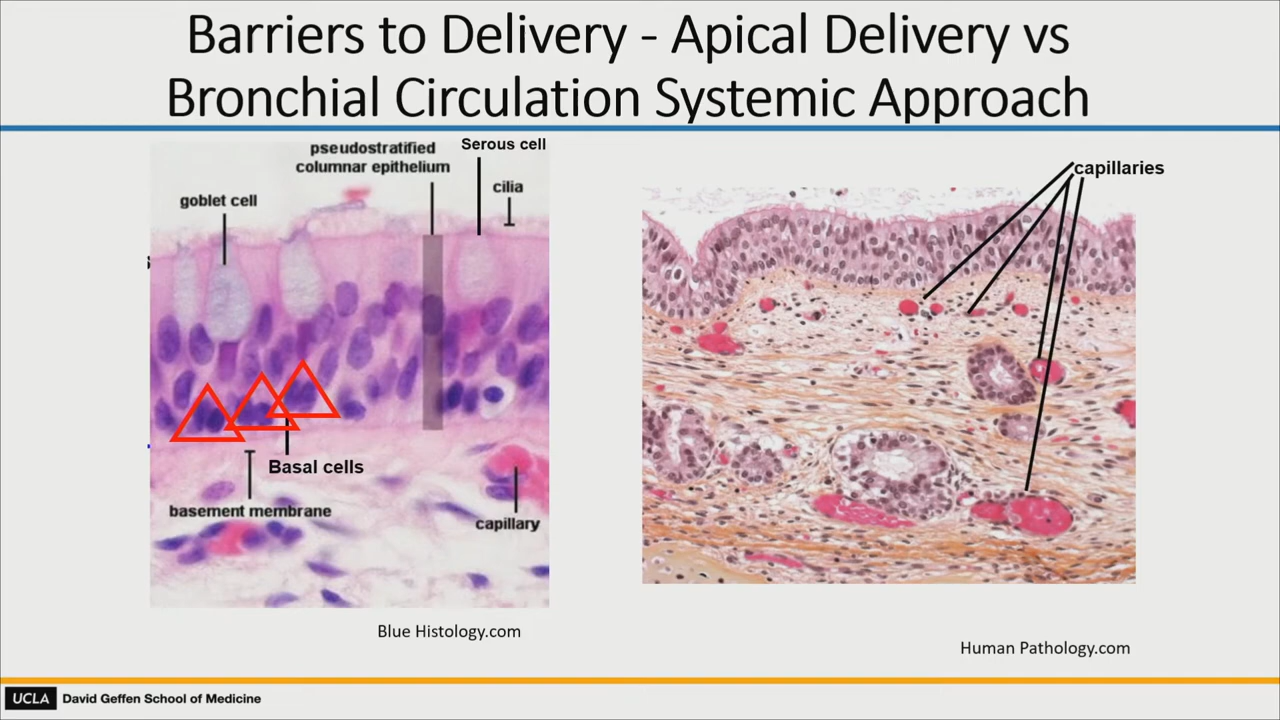 Barriers to Delivery - Apical Delivery vs
Bronchial Circulation Systemic Approach
pseudostratified
columnar epithelium
Serous cell
goblet cell
cilia
Basal cells
basement membrane
capillary
Blue Histology.com
capillaries
Human Pathology.com
UCLA David Geffen School of Medicine